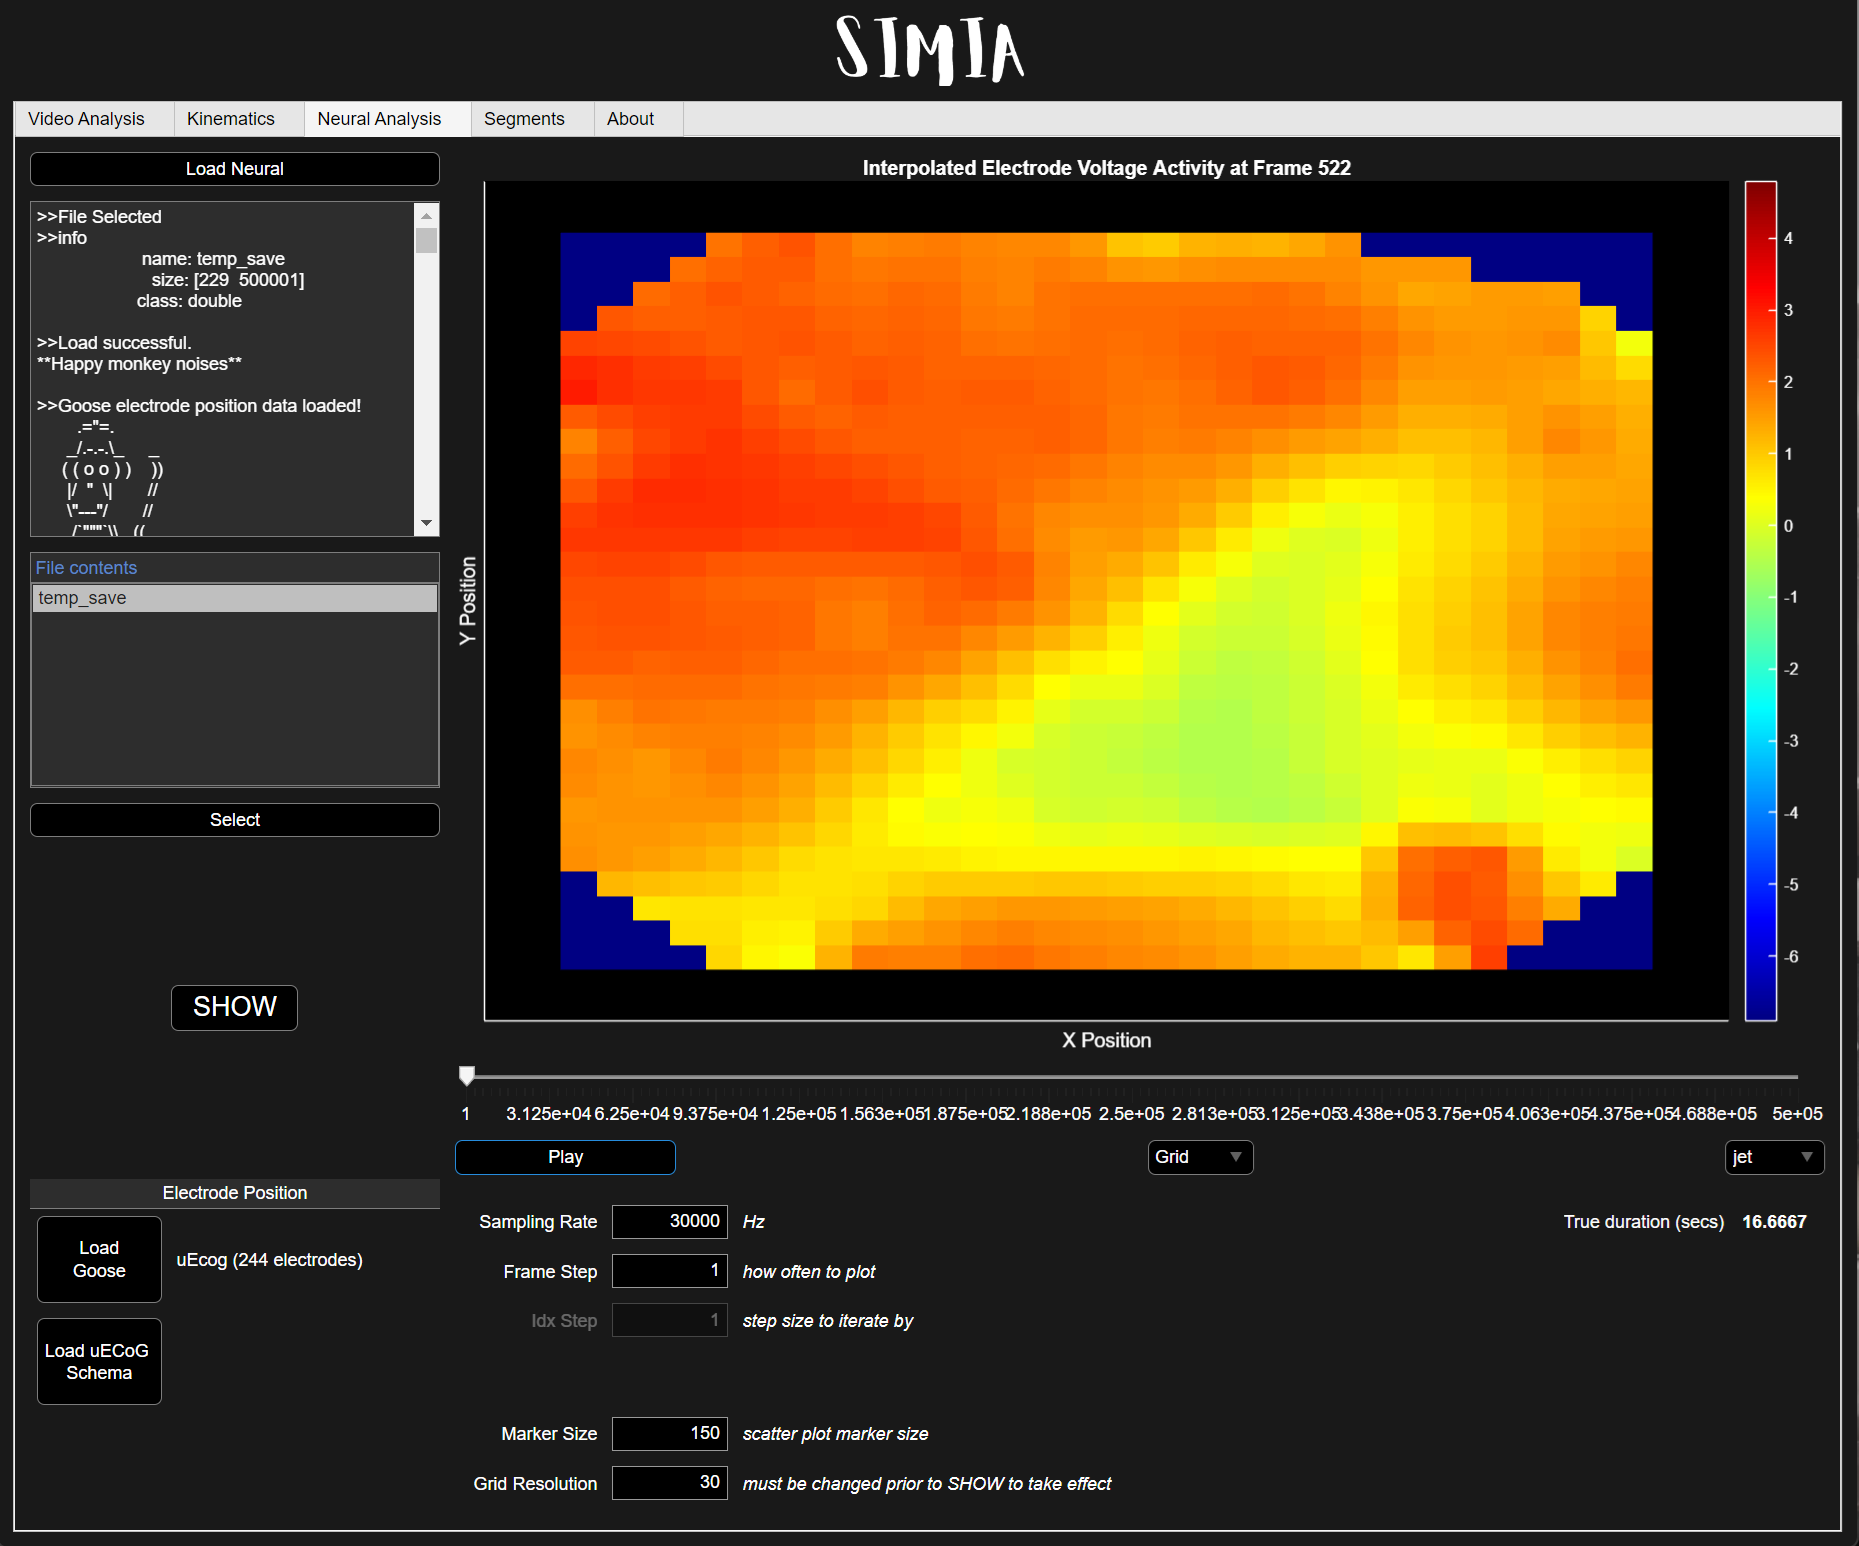 SIMIA
Video Analysis
Kinematics
Neural Analysis
Segments
About
Load Neural
>>File Selected
>>info
name: temp_save
size: [229  500001]
class: double
>>Load successful.
**Happy monkey noises**
>>Goose electrode position data loaded!
.="=.
_/.-.-.\_     _
( ( o o ) )    ))
|/  "  \|       //
\"---"/       //
/`"""`\\   ((
File contents
temp_save
Select
SHOW
Electrode Position
Load
Goose
uEcog (244 electrodes)
Load uECoG
Schema
Interpolated Electrode Voltage Activity at Frame 522
Y Position
X Position
4
3
2
1
0
-1
-2
-3
-4
-5
-6
1
3.125e+04
6.25e+04
9.375e+04
1.25e+05
1.563e+05
1.875e+05
2.188e+05
2.5e+05
2.813e+05
3.125e+05
3.438e+05
3.75e+05
4.063e+05
4.375e+05
4.688e+05
5e+05
Play
Grid
jet
Sampling Rate 30000 Hz
True duration (secs) 16.6667
Frame Step 1 how often to plot
Idx Step 1 step size to iterate by
Marker Size 150 scatter plot marker size
Grid Resolution 30 must be changed prior to SHOW to take effect